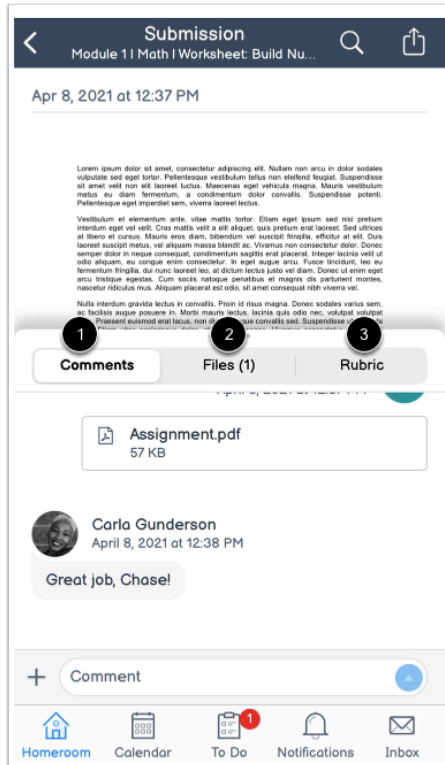 Submission
Module 1 I Math I Worksheet: Build Nu...
Apr 8, 2021 at 12:37 PM
Lorem ipsum dolor sit amet, consectetur adipiscing elit. Nullam non arcu in dolor sodales
vulputate sed eget tortor. Pellentesque vestibulum tellus non eleifend feugiat. Suspendisse
sit amet velit non elit laoreet luctus. Maecenas eget vehicula magna. Mauris vestibulum
metus eu diam fermentum, a condimentum dolor convallis. Suspendisse potenti.
Pellentesque eget imperdiet sem, viverra laoreet lectus.
Vestibulum et elementum ante, vitae mattis tortor. Etiam eget ipsum sed nisi pretium
interdum eget vel velit. Cras mattis velit a elit aliquet, quis pretium erat laoreet. Sed ultrices
at libero et cursus. Mauris eros diam, bibendum vel suscipit fringilla, efficitur at elit. Duis
laoreet suscipit metus, vel aliquam massa blandit ac. Vivamus non consectetur dolor. Donec
semper dolor in neque consequat, condimentum sagittis erat placerat. Integer lacinia velit ut
odio aliquam, eu congue enim consectetur. In eget augue arcu. Fusce tincidunt, leo eu
fermentum fringilla, dui nunc laoreet leo, at dictum lectus justo vel diam. Donec ut enim eget
arcu tristique egestas. Cum sociis natoque penatibus et magnis dis parturient montes,
nascetur ridiculus mus. Aliquam placerat est odio, sit amet consequat nibh viverra vel.
Nulla interdum gravida lectus in convallis. Proin id risus magna. Donec sodales varius sem,
ac facilisis augue posuere in. Morbi mauris lectus, lacinia quis odio nec, volutpat volutpat
Praesent euismod erat lacus, non convallis sed. Suspendisse
1
2
3
Comments
Files (1)
Rubric
Assignment.pdf
57 KB
Carla Gunderson
April 8, 2021 at 12:38 PM
Great job, Chase!
Comment
1
Homeroom
Calendar
To Do
Notifications
Inbox